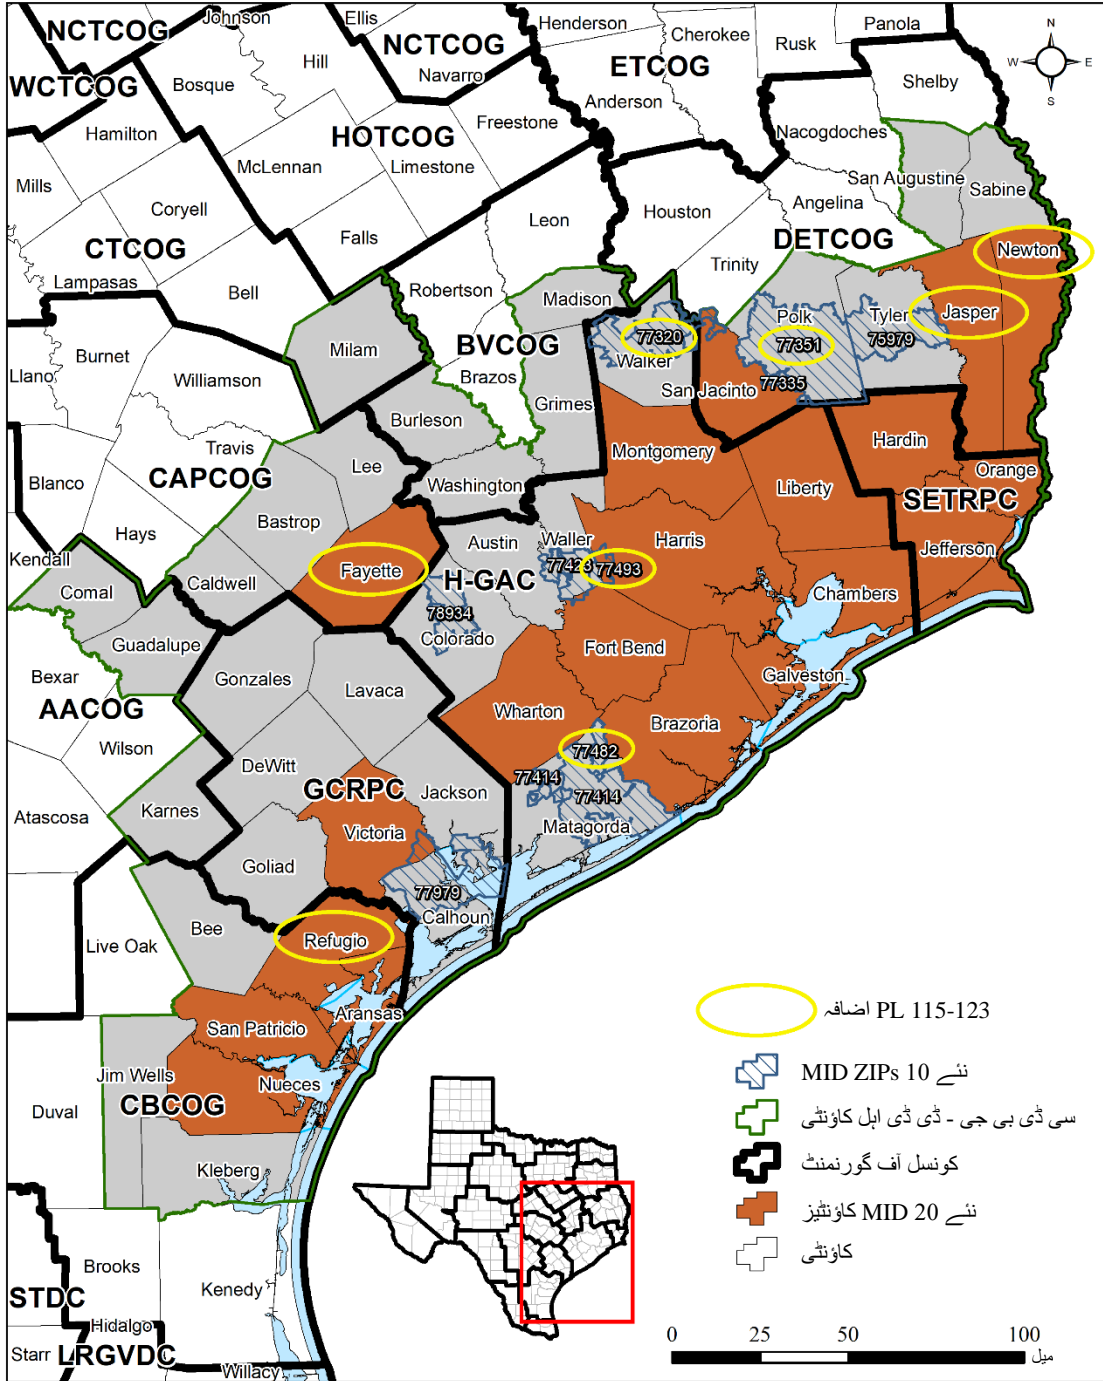 Johnson
Ellis
Henderson
Cherokee
Panola
Rusk
NCTCOG
NCTCOG
Hill
Navarro
ETCOG
Shelby
N
W
E
S
WCTCOG
Bosque
Anderson
Hamilton
HOTCOG
Freestone
Nacogdoches
McLennan
Limestone
San Augustine
Sabine
Mills
Coryell
Leon
Houston
Angelina
CTCOG
Falls
DETCOG
Newton
Lampasas
Bell
Robertson
Trinity
Madison
Jasper
Burnet
Milam
BVCOG
77320
Polk
77351
Tyler
75979
Llano
Williamson
Brazos
Walker
77335
San Jacinto
Grimes
Burleson
Travis
Montgomery
Hardin
Blanco
CAPCOG
Lee
Washington
Liberty
Orange
SETRPC
Hays
Bastrop
Austin
Waller
Harris
Jefferson
Kendall
Fayette
77423
77493
Comal
Caldwell
H-GAC
Chambers
78934
Colorado
Guadalupe
Fort Bend
Bexar
Gonzales
Lavaca
Galveston
AACOG
Wharton
Brazoria
Wilson
DeWitt
77482
77414
GCRPC
Jackson
77414
Karnes
Atascosa
Victoria
Matagorda
Goliad
77979
Calhoun
Bee
Live Oak
Refugio
Aransas
San Patricio
Jim Wells
Nueces
Duval
CBCOG
Kleberg
Brooks
Kenedy
STDC
Hidalgo
Starr
LRGVDC
Willacy
PL 115-123 اضافہ
نئے 10 MID ZIPs
سی ڈی بی جی - ڈی ڈی اہل کاؤنٹی
کونسل آف گورنمنٹ
نئے 20 MID کاؤنٹیز
کاؤنٹی
0 25 50 100
میل